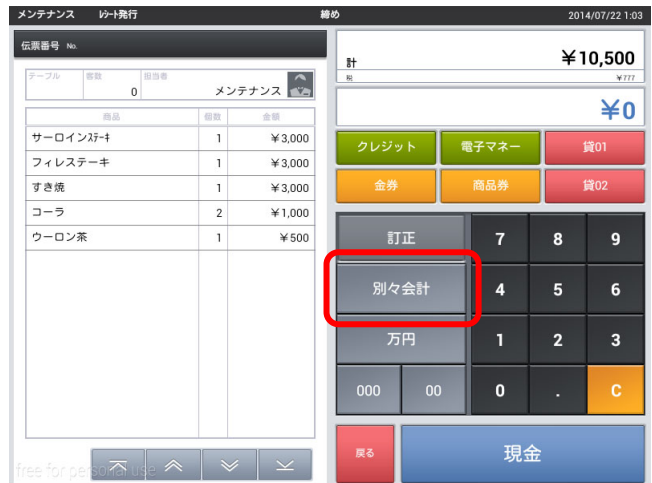 メンテナンス ﾚｼｰﾄ発行 締め 2014/07/22 1:03
伝票番号 No.
テーブル 客数 担当者
0 メンテナンス
商品 個数 金額
サーロインｽﾃｰｷ 1 ¥3,000
フィレステーキ 1 ¥3,000
すき焼 1 ¥3,000
コーラ 2 ¥1,000
ウーロン茶 1 ¥500
計 ¥10,500
税 ¥777
¥0
クレジット 電子マネー 貸01
金券 商品券 貸02
訂正 7 8 9
別々会計 4 5 6
万円 1 2 3
000 00 0 . C
戻る 現金
free for personal use